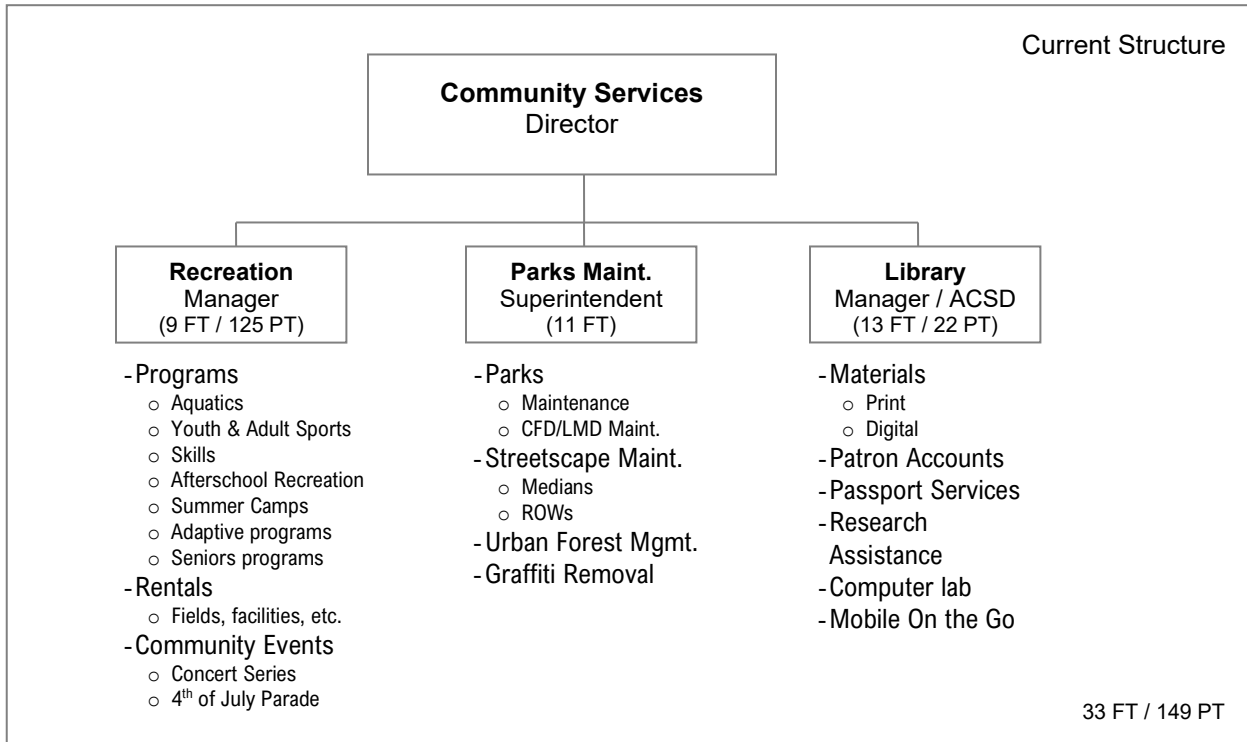 Current Structure
Community Services
Director
Recreation
Manager
(9 FT / 125 PT)
-Programs
o Aquatics
o Youth & Adult Sports
o Skills
o Afterschool Recreation
o Summer Camps
o Adaptive programs
o Seniors programs
-Rentals
o Fields, facilities, etc.
-Community Events
o Concert Series
o 4th of July Parade
Parks Maint.
Superintendent
(11 FT)
-Parks
o Maintenance
o CFD/LMD Maint.
-Streetscape Maint.
o Medians
o ROWs
-Urban Forest Mgmt.
-Graffiti Removal
Library
Manager / ACSD
(13 FT / 22 PT)
-Materials
o Print
o Digital
-Patron Accounts
-Passport Services
-Research
Assistance
-Computer lab
-Mobile On the Go
33 FT / 149 PT